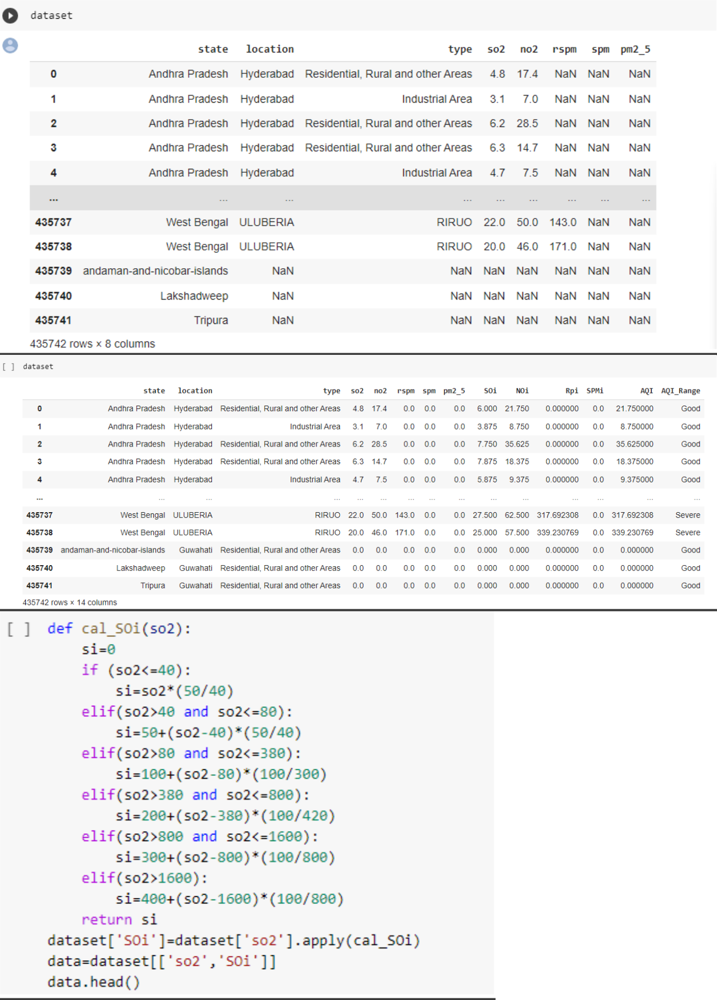 dataset
state location type so2 no2 rspm spm pm2_5
0 Andhra Pradesh Hyderabad Residential, Rural and other Areas 4.8 17.4 NaN NaN NaN
1 Andhra Pradesh Hyderabad Industrial Area 3.1 7.0 NaN NaN NaN
2 Andhra Pradesh Hyderabad Residential, Rural and other Areas 6.2 28.5 NaN NaN NaN
3 Andhra Pradesh Hyderabad Residential, Rural and other Areas 6.3 14.7 NaN NaN NaN
4 Andhra Pradesh Hyderabad Industrial Area 4.7 7.5 NaN NaN NaN
... ... ... ... ... ... ... ... ...
435737 West Bengal ULUBERIA RIRUO 22.0 50.0 143.0 NaN NaN
435738 West Bengal ULUBERIA RIRUO 20.0 46.0 171.0 NaN NaN
435739 andaman-and-nicobar-islands NaN NaN NaN NaN NaN NaN NaN
435740 Lakshadweep NaN NaN NaN NaN NaN NaN NaN
435741 Tripura NaN NaN NaN NaN NaN NaN NaN
435742 rows × 8 columns
[ ] dataset
state location type so2 no2 rspm spm pm2_5 SOi NOi Rpi SPMi AQI AQI_Range
0 Andhra Pradesh Hyderabad Residential, Rural and other Areas 4.8 17.4 0.0 0.0 0.0 6.000 21.750 0.000000 0.0 21.750000 Good
1 Andhra Pradesh Hyderabad Industrial Area 3.1 7.0 0.0 0.0 0.0 3.875 8.750 0.000000 0.0 8.750000 Good
2 Andhra Pradesh Hyderabad Residential, Rural and other Areas 6.2 28.5 0.0 0.0 0.0 7.750 35.625 0.000000 0.0 35.625000 Good
3 Andhra Pradesh Hyderabad Residential, Rural and other Areas 6.3 14.7 0.0 0.0 0.0 7.875 18.375 0.000000 0.0 18.375000 Good
4 Andhra Pradesh Hyderabad Industrial Area 4.7 7.5 0.0 0.0 0.0 5.875 9.375 0.000000 0.0 9.375000 Good
... ... ... ... ... ... ... ... ... ... ... ... ... ... ...
435737 West Bengal ULUBERIA RIRUO 22.0 50.0 143.0 0.0 0.0 27.500 62.500 317.692308 0.0 317.692308 Severe
435738 West Bengal ULUBERIA RIRUO 20.0 46.0 171.0 0.0 0.0 25.000 57.500 339.230769 0.0 339.230769 Severe
435739 andaman-and-nicobar-islands Guwahati Residential, Rural and other Areas 0.0 0.0 0.0 0.0 0.0 0.000 0.000 0.000000 0.0 0.000000 Good
435740 Lakshadweep Guwahati Residential, Rural and other Areas 0.0 0.0 0.0 0.0 0.0 0.000 0.000 0.000000 0.0 0.000000 Good
435741 Tripura Guwahati Residential, Rural and other Areas 0.0 0.0 0.0 0.0 0.0 0.000 0.000 0.000000 0.0 0.000000 Good
435742 rows × 14 columns
[ ] def cal_SOi(so2):
si=0
if (so2<=40):
si=so2*(50/40)
elif(so2>40 and so2<=80):
si=50+(so2-40)*(50/40)
elif(so2>80 and so2<=380):
si=100+(so2-80)*(100/300)
elif(so2>380 and so2<=800):
si=200+(so2-380)*(100/420)
elif(so2>800 and so2<=1600):
si=300+(so2-800)*(100/800)
elif(so2>1600):
si=400+(so2-1600)*(100/800)
return si
dataset['SOi']=dataset['so2'].apply(cal_SOi)
data=dataset[['so2','SOi']]
data.head()